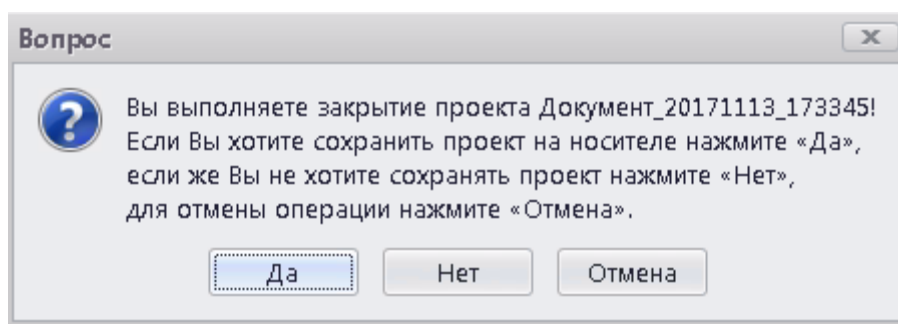 Вопрос
Вы выполняете закрытие проекта Документ_20171113_173345!
Если Вы хотите сохранить проект на носителе нажмите «Да»,
если же Вы не хотите сохранять проект нажмите «Нет»,
для отмены операции нажмите «Отмена».
Да Нет Отмена